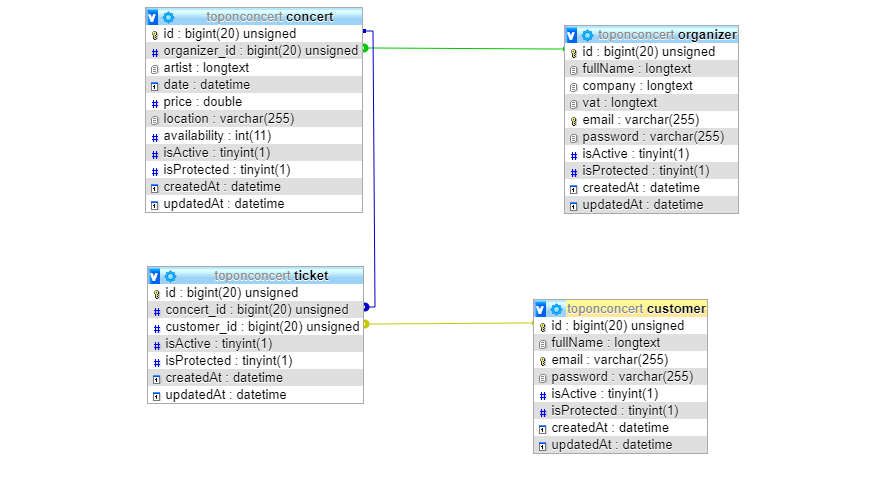 toponconcert concert
id : bigint(20) unsigned
organizer_id : bigint(20) unsigned
artist : longtext
date : datetime
price : double
location : varchar(255)
availability : int(11)
isActive : tinyint(1)
isProtected : tinyint(1)
createdAt : datetime
updatedAt : datetime
toponconcert organizer
id : bigint(20) unsigned
fullName : longtext
company : longtext
vat : longtext
email : varchar(255)
password : varchar(255)
isActive : tinyint(1)
isProtected : tinyint(1)
createdAt : datetime
updatedAt : datetime
toponconcert ticket
id : bigint(20) unsigned
concert_id : bigint(20) unsigned
customer_id : bigint(20) unsigned
isActive : tinyint(1)
isProtected : tinyint(1)
createdAt : datetime
updatedAt : datetime
toponconcert customer
id : bigint(20) unsigned
fullName : longtext
email : varchar(255)
password : varchar(255)
isActive : tinyint(1)
isProtected : tinyint(1)
createdAt : datetime
updatedAt : datetime